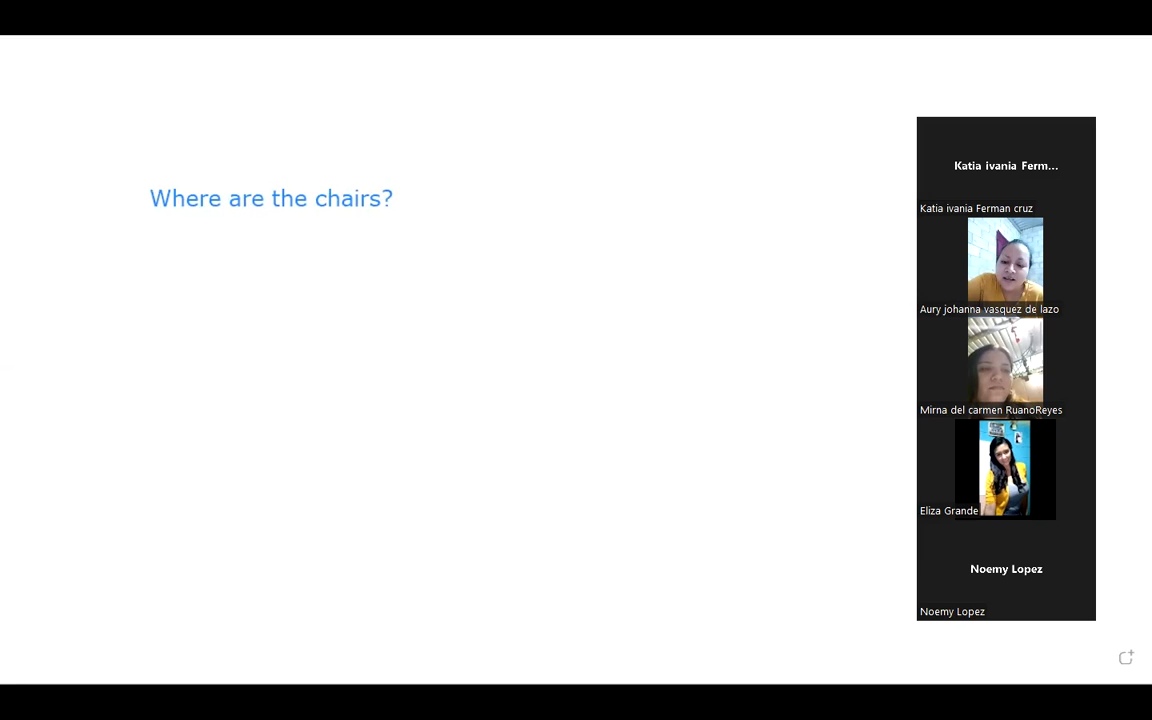 Where are the chairs?
Katia ivania Ferm...
Katia ivania Ferman cruz
Aury johanna vasquez de lazo
Mirna del carmen RuanoReyes
Eliza Grande
Noemy Lopez
Noemy Lopez